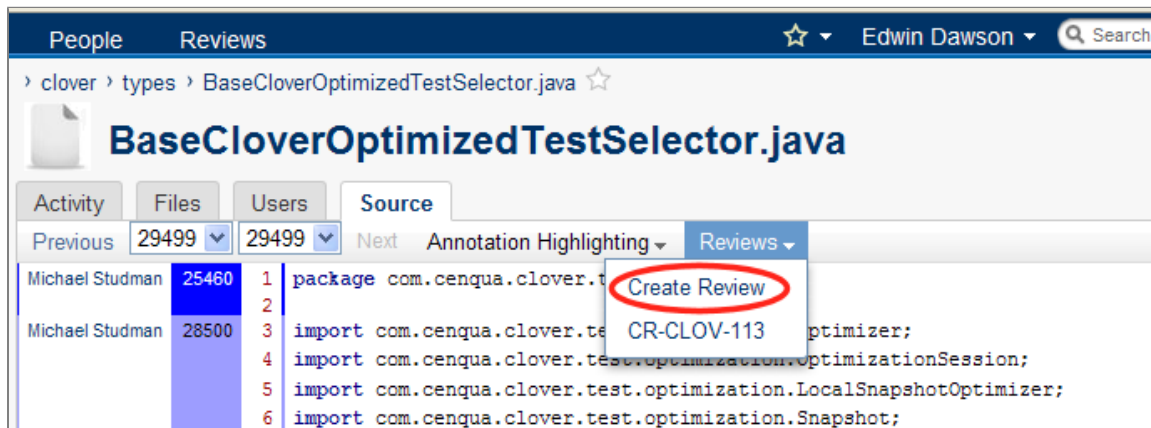 People Reviews Edwin Dawson Search
› clover › types › BaseCloverOptimizedTestSelector.java
BaseCloverOptimizedTestSelector.java
Activity Files Users Source
Previous 29499 29499 Next Annotation Highlighting Reviews
Michael Studman 25460 1 package com.cenqua.clover.t
Create Review
2
Michael Studman 28500 3 import com.cenqua.clover.te ptimizer;
CR-CLOV-113
4 import com.cenqua.clover.test.optimization.OptimizationSession;
5 import com.cenqua.clover.test.optimization.LocalSnapshotOptimizer;
6 import com.cenqua.clover.test.optimization.Snapshot;